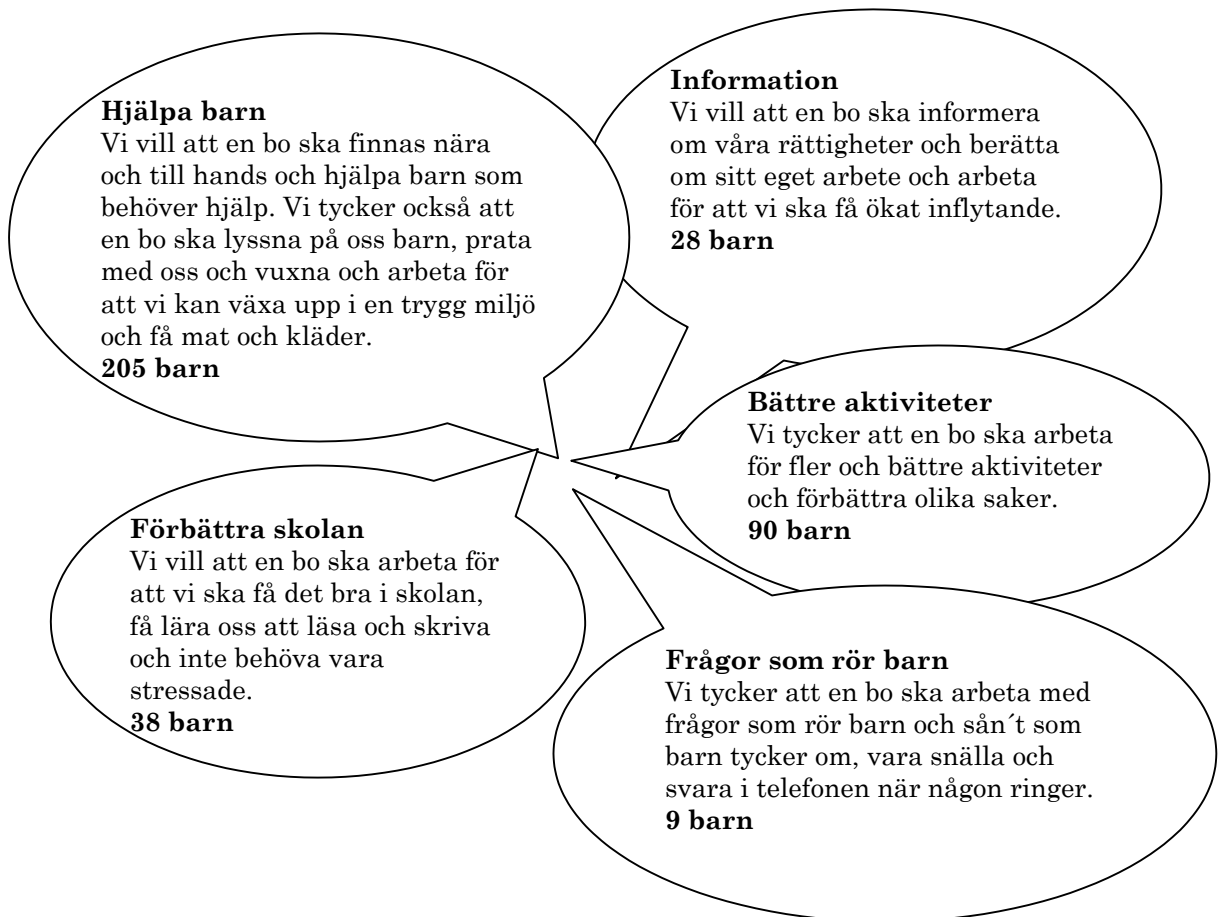 Hjälpa barn
Vi vill att en bo ska finnas nära
och till hands och hjälpa barn som
behöver hjälp. Vi tycker också att
en bo ska lyssna på oss barn, prata
med oss och vuxna och arbeta för
att vi kan växa upp i en trygg miljö
och få mat och kläder.
205 barn
Information
Vi vill att en bo ska informera
om våra rättigheter och berätta
om sitt eget arbete och arbeta
för att vi ska få ökat inflytande.
28 barn
Bättre aktiviteter
Vi tycker att en bo ska arbeta
för fler och bättre aktiviteter
och förbättra olika saker.
90 barn
Förbättra skolan
Vi vill att en bo ska arbeta för
att vi ska få det bra i skolan,
få lära oss att läsa och skriva
och inte behöva vara
stressade.
38 barn
Frågor som rör barn
Vi tycker att en bo ska arbeta med
frågor som rör barn och sån´t som
barn tycker om, vara snälla och
svara i telefonen när någon ringer.
9 barn